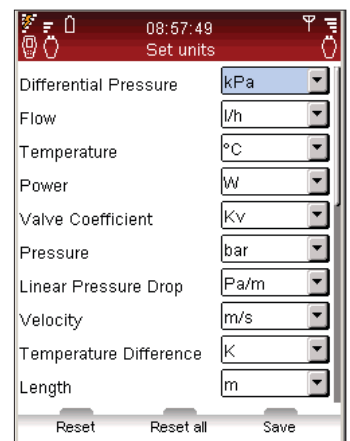 08:57:49
Set units
Differential Pressure kPa
Flow l/h
Temperature °C
Power W
Valve Coefficient Kv
Pressure bar
Linear Pressure Drop Pa/m
Velocity m/s
Temperature Difference K
Length m
Reset Reset all Save